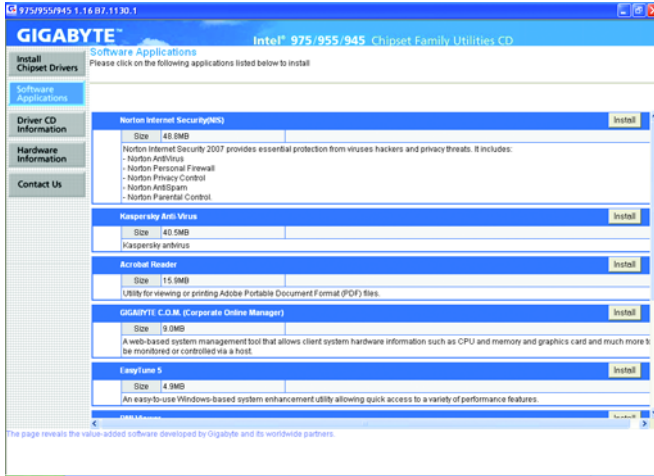 975/955/945 1.16 B7.1130.1
GIGABYTE™
Intel® 975/955/945 Chipset Family Utilities CD
Install
Chipset Drivers
Software
Applications
Driver CD
Information
Hardware
Information
Contact Us
Software Applications
Please click on the following applications listed below to install
Norton Internet Security(NIS) Install
Size 48.8MB
Norton Internet Security 2007 provides essential protection from viruses hackers and privacy threats. It includes:
- Norton AntiVirus
- Norton Personal Firewall
- Norton Privacy Control
- Norton AntiSpam
- Norton Parental Control
Kaspersky Anti-Virus Install
Size 40.5MB
Kaspersky antivirus
Acrobat Reader Install
Size 15.9MB
Utility for viewing or printing Adobe Portable Document Format (PDF) files.
GIGABYTE C.O.M. (Corporate Online Manager) Install
Size 9.0MB
A web-based system management tool that allows client system hardware information such as CPU and memory and graphics card and much more t
be monitored or controlled via a host.
EasyTune 5 Install
Size 4.9MB
An easy-to-use Windows-based system enhancement utility allowing quick access to a variety of performance features.
Install
The page reveals the value-added software developed by Gigabyte and its worldwide partners.